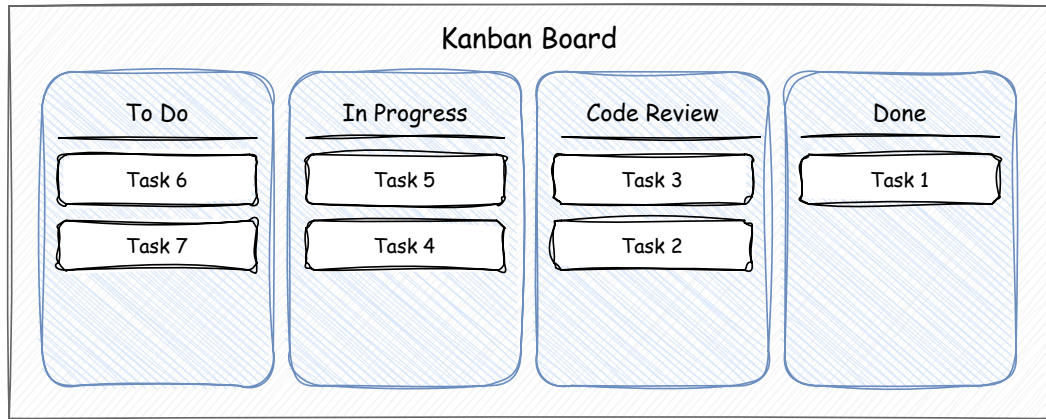 Kanban Board
To Do
Task 6
Task 7
In Progress
Task 5
Task 4
Code Review
Task 3
Task 2
Done
Task 1